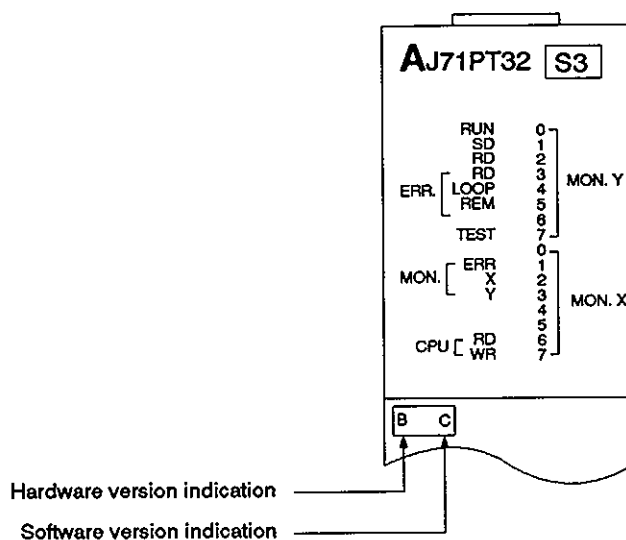 AJ71PT32 S3
RUN 0
SD 1
RD 2
RD 3 MON. Y
ERR. LOOP 4
REM 5
6
TEST 7
0
ERR 1
MON. X 2
Y 3 MON. X
4
5
CPU RD 6
WR 7
B C
Hardware version indication
Software version indication